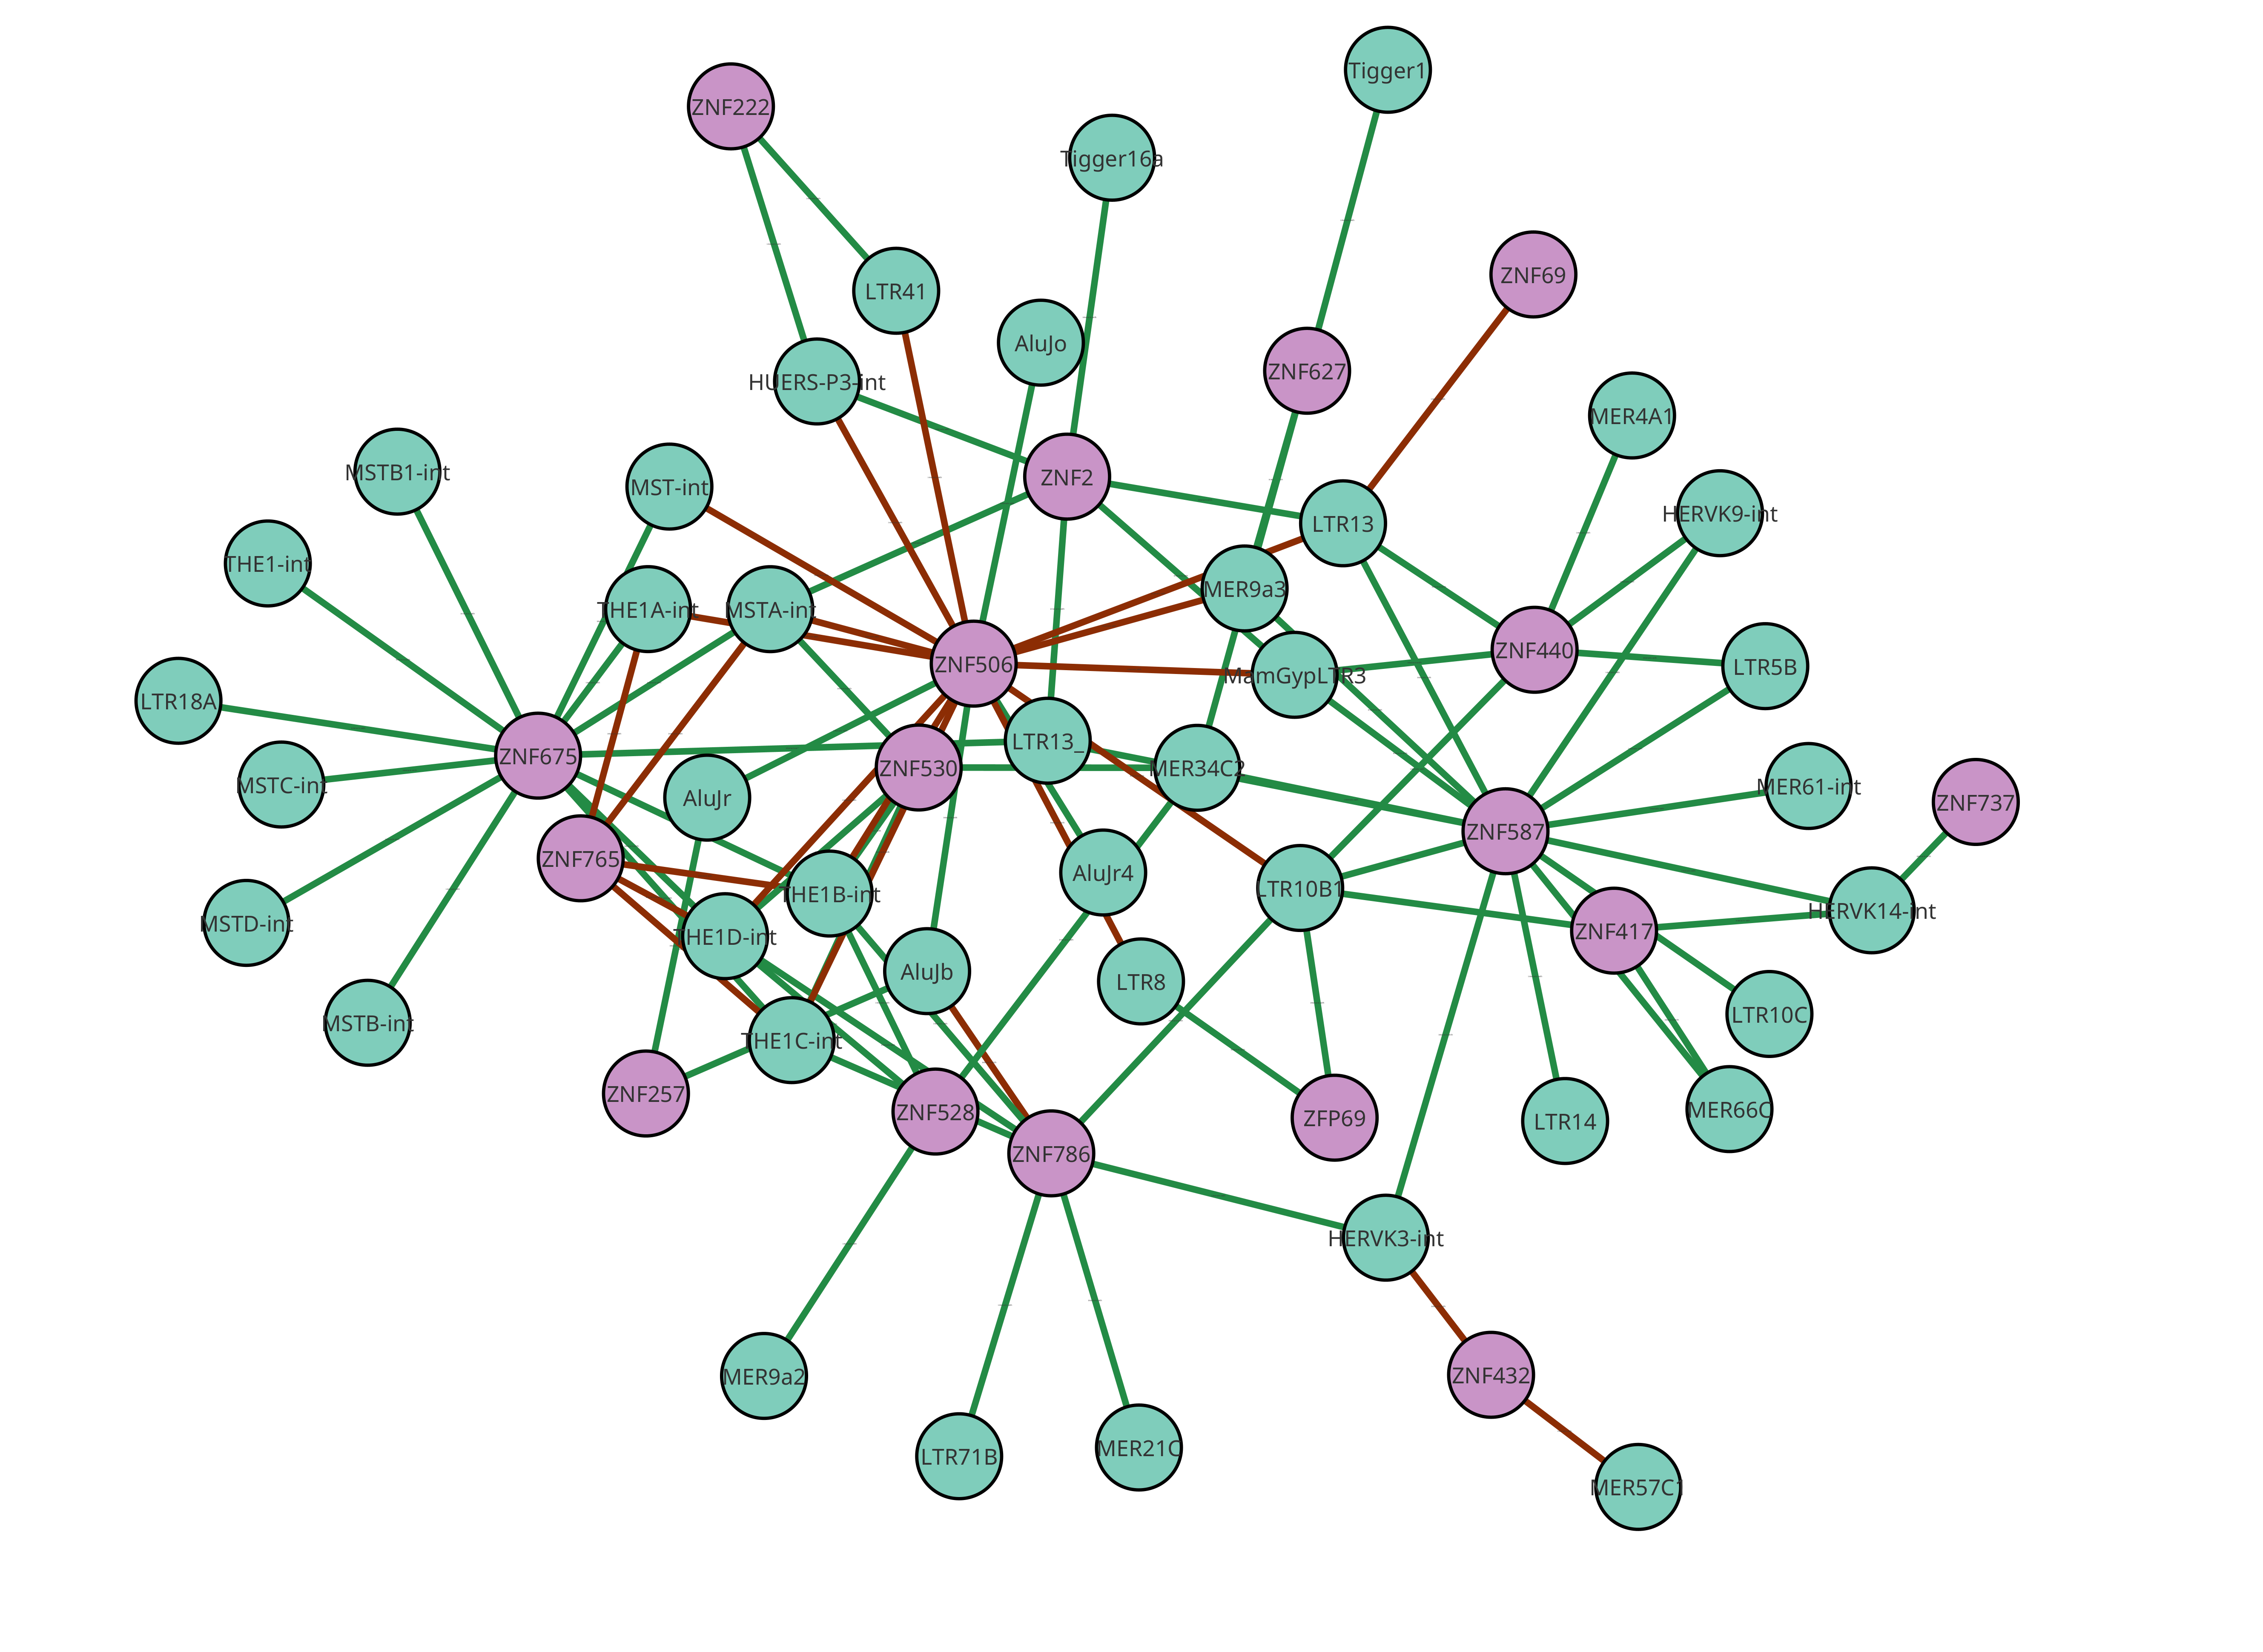 Tigger1
ZNF222
Tigger16a
ZNF69
LTR41
AluJo
ZNF627
HUERS-P3-int
MER4A1
MSTB1-int
ZNF2
MST-int
HERVK9-int
LTR13
THE1-int
MER9a3
THE1A-int
MSTA-int
ZNF440
ZNF506
LTR5B
MamGypLTR3
LTR18A
LTR13_
ZNF675
ZNF530
MER34C2
MSTC-int
MER61-int
AluJr
ZNF737
ZNF587
ZNF765
AluJr4
LTR10B1
THE1B-int
HERVK14-int
MSTD-int
ZNF417
THE1D-int
AluJb
LTR8
LTR10C
MSTB-int
THE1C-int
ZNF257
ZNF528
MER66C
ZFP69
LTR14
ZNF786
HERVK3-int
MER9a2
ZNF432
MER21C
LTR71B
MER57C1